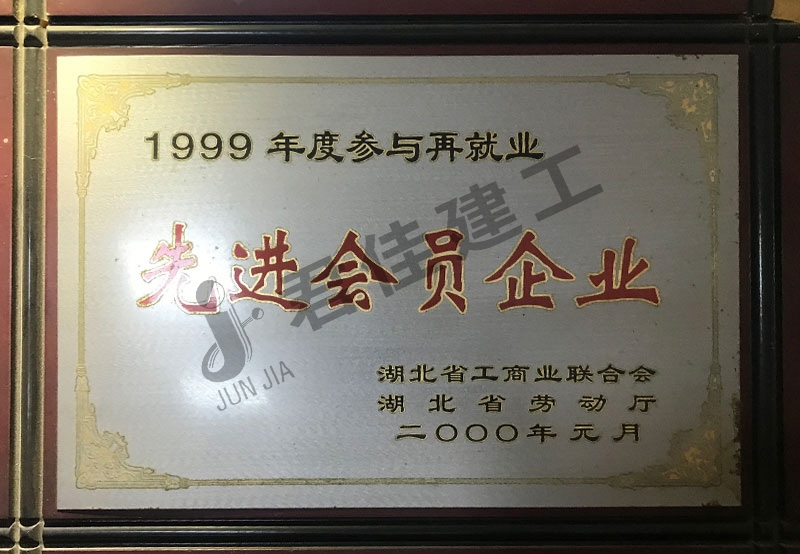 1999年度参与再就业
先进会员企业
君佳建工
JUN JIA
湖北省工商业联合会
湖北省劳动厅
二〇〇〇年元月